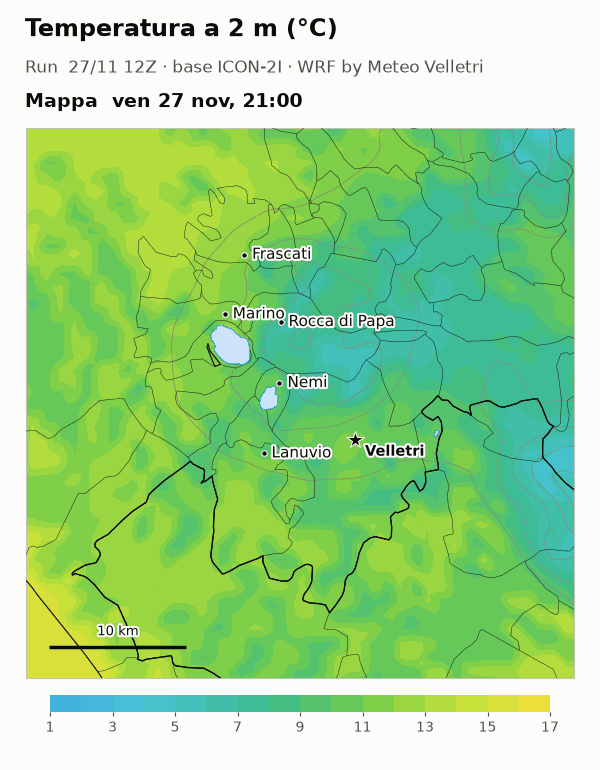 Temperatura a 2 m (°C)
Run  27/11 12Z · base ICON-2I · WRF by Meteo Velletri
Mappa  ven 27 nov, 21:00
Frascati
Marino
Rocca di Papa
Nemi
Velletri
Lanuvio
10 km
1 3 5 7 9 11 13 15 17